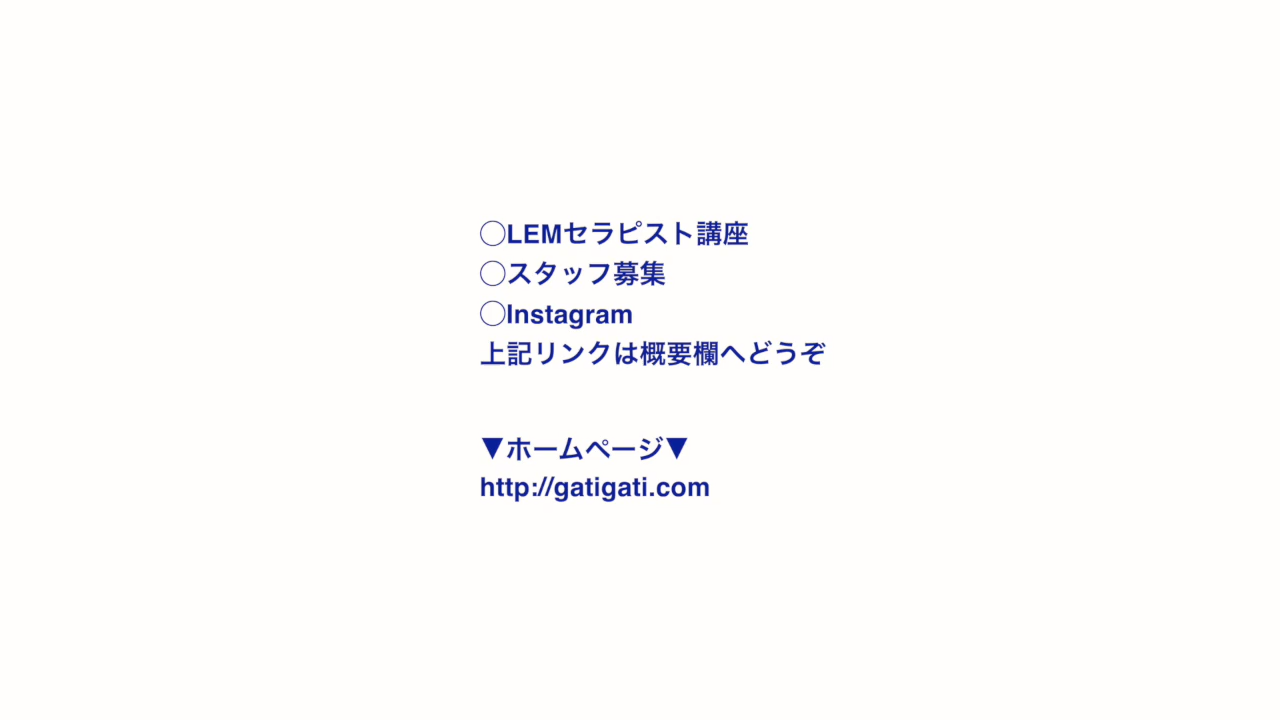 ◯LEMセラピスト講座
◯スタッフ募集
◯Instagram
上記リンクは概要欄へどうぞ
▼ホームページ▼
http://gatigati.com